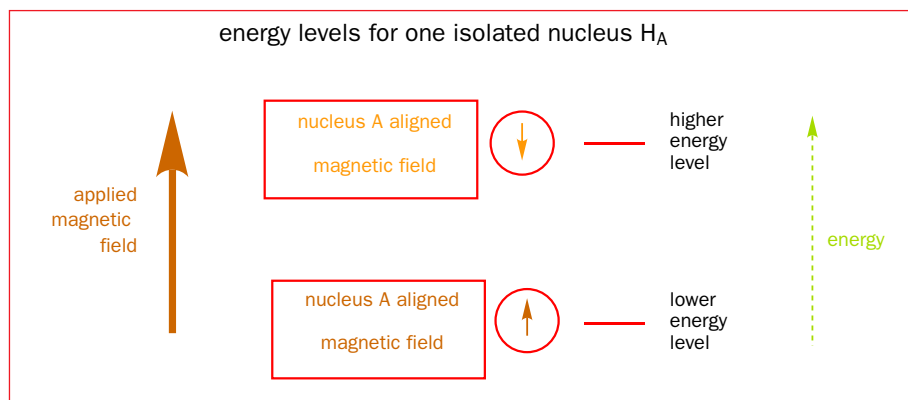 energy levels for one isolated nucleus HA
nucleus A aligned
magnetic field
higher
energy
level
applied
magnetic
field
energy
nucleus A aligned
magnetic field
lower
energy
level